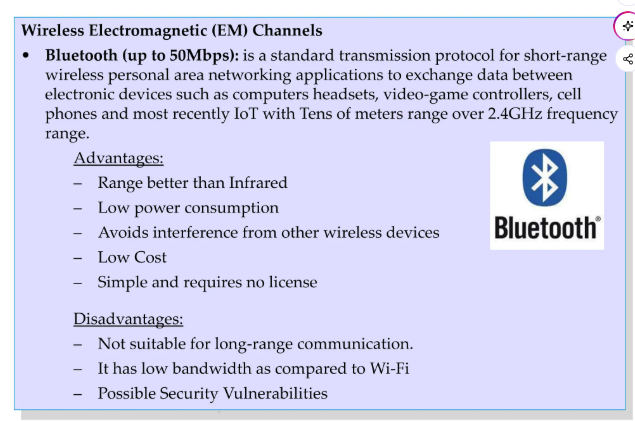 Wireless Electromagnetic (EM) Channels
• Bluetooth (up to 50Mbps): is a standard transmission protocol for short-range
wireless personal area networking applications to exchange data between
electronic devices such as computers headsets, video-game controllers, cell
phones and most recently IoT with Tens of meters range over 2.4GHz frequency
range.
Advantages:
– Range better than Infrared
– Low power consumption
– Avoids interference from other wireless devices
– Low Cost
– Simple and requires no license
Bluetooth®
Disadvantages:
– Not suitable for long-range communication.
– It has low bandwidth as compared to Wi-Fi
– Possible Security Vulnerabilities